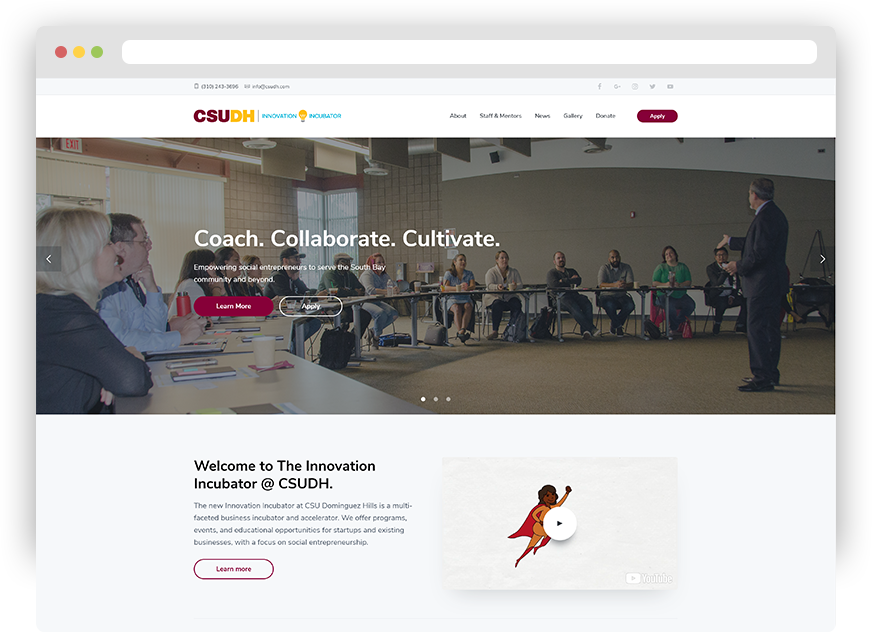 (310) 243-3696 info@csudh.com
CSUDH INNOVATION INCUBATOR
About Staff & Mentors News Gallery Donate Apply
EXIT
Coach. Collaborate. Cultivate.
Empowering social entrepreneurs to serve the South Bay
community and beyond.
Learn More Apply
Welcome to The Innovation
Incubator @ CSUDH.
The new Innovation Incubator at CSU Dominguez Hills is a multi-
faceted business incubator and accelerator. We offer programs,
events, and educational opportunities for startups and existing
businesses, with a focus on social entrepreneurship.
Learn more
YouTube